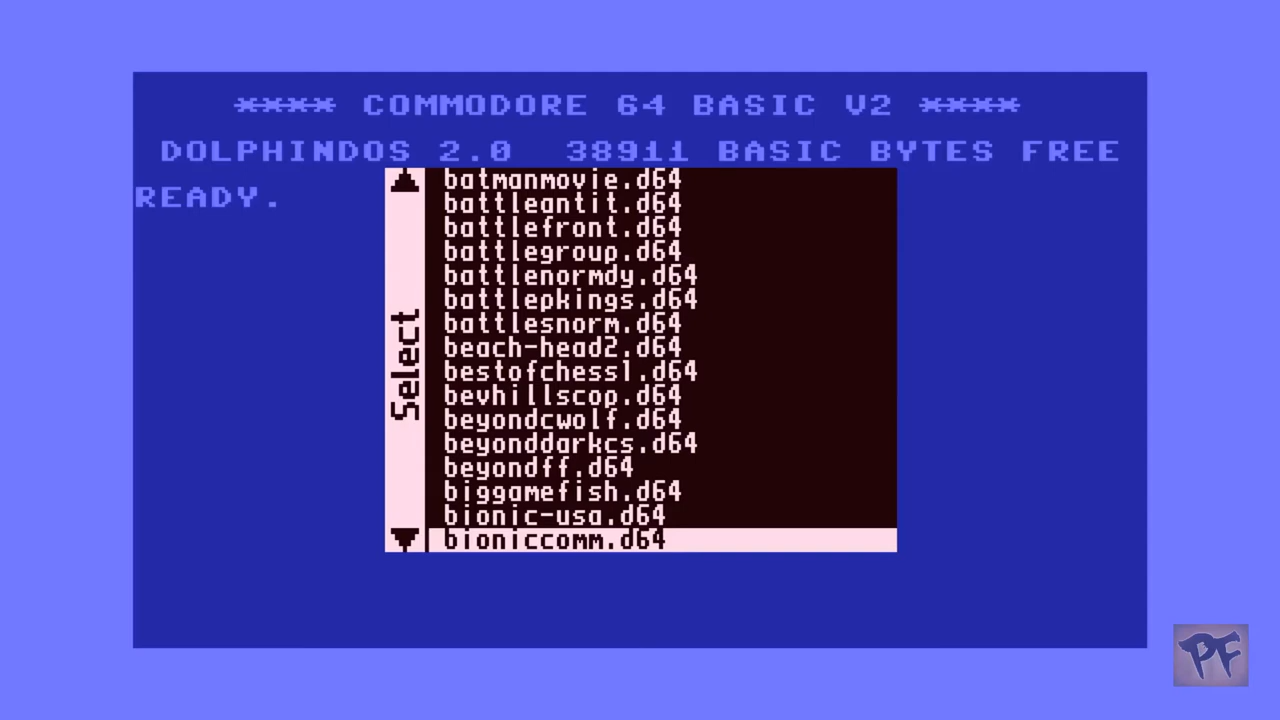 **** COMMODORE 64 BASIC V2 ****
DOLPHINDOS 2.0  38911 BASIC BYTES FREE
READY.
Select
batmanmovie.d64
battleantit.d64
battlefront.d64
battlegroup.d64
battlenormdy.d64
battlepkings.d64
battlesnorm.d64
beach-head2.d64
bestofchess1.d64
bevhillscop.d64
beyondcwolf.d64
beyonddarkcs.d64
beyondff.d64
biggamefish.d64
bionic-usa.d64
bioniccomm.d64
PF